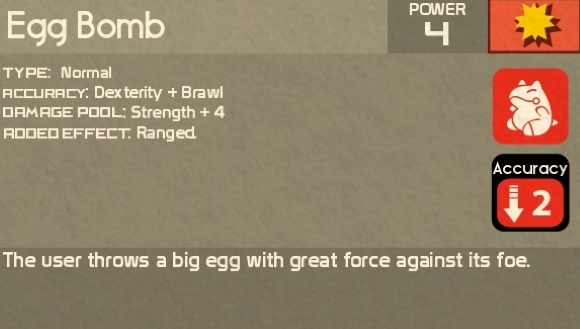 Egg Bomb
POWER
4
TYPE: Normal
ACCURACY: Dexterity + Brawl
DAMAGE POOL: Strength + 4
ADDED EFFECT: Ranged.
Accuracy
2
The user throws a big egg with great force against its foe.